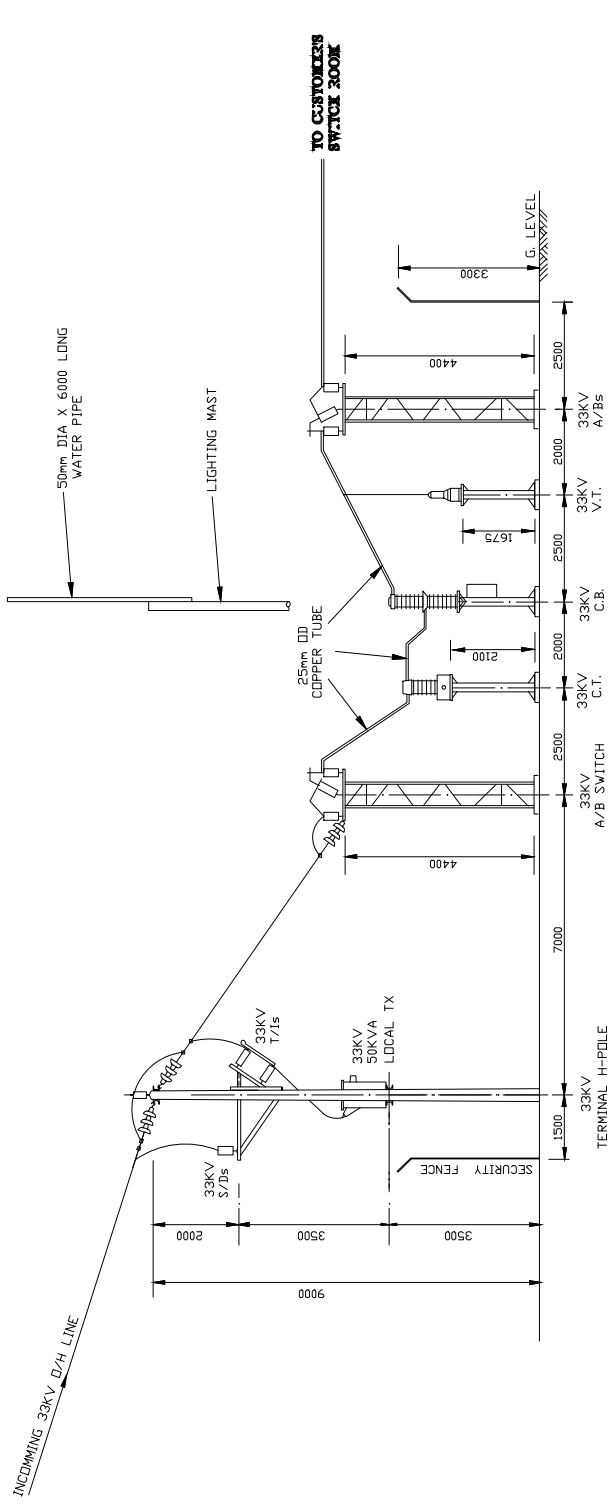 INCOMMING 33KV O/H LINE
50mm DIA X 6000 LONG
WATER PIPE
LIGHTING MAST
TO CUSTOMER'S
SWITCH ROOM
25mm OD
COPPER TUBE
33KV
T/Is
33KV
S/Ds
33KV
50KVA
LOCAL TX
SECURITY FENCE
G. LEVEL
9000
2000
3500
3500
4400
2100
1675
4400
3300
1500
7000
2500
2000
2500
2000
2500
33KV
TERMINAL H-POLE
33KV
A/B SWITCH
33KV
C.T.
33KV
C.B.
33KV
V.T.
33KV
A/Bs